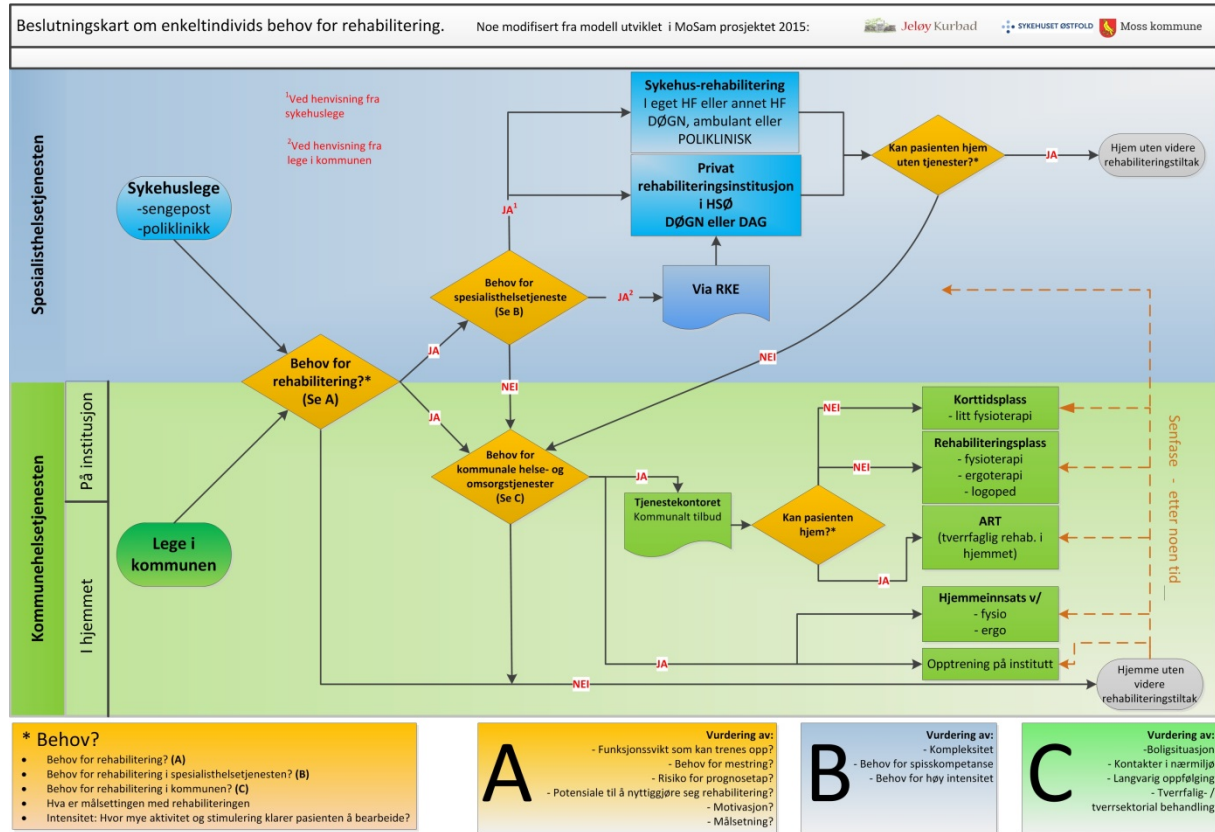 Beslutningskart om enkeltindivids behov for rehabilitering.
Noe modifisert fra modell utviklet i MoSam prosjektet 2015:
Jeløy Kurbad
SYKEHUSET ØSTFOLD
Moss kommune
Spesialisthelsetjenesten
¹Ved henvisning fra
sykehuslege
²Ved henvisning fra
lege i kommunen
Sykehuslege
-sengepost
-poliklinikk
Sykehus-rehabilitering
I eget HF eller annet HF
DØGN, ambulant eller
POLIKLINISK
Privat
rehabiliteringsinstitusjon
i HSØ
DØGN eller DAG
Kan pasienten hjem
uten tjenester?*
JA
Hjem uten videre
rehabiliteringstiltak
JA¹
Behov for
spesialisthelsetjeneste
(Se B)
JA²
Via RKE
JA
NEI
NEI
Behov for
rehabilitering?*
(Se A)
JA
Kommunehelsetjenesten
På institusjon
I hjemmet
Lege i
kommunen
Behov for
kommunale helse- og
omsorgstjenester
(Se C)
JA
Tjenestekontoret
Kommunalt tilbud
Kan pasienten
hjem?*
NEI
NEI
JA
Korttidsplass
- litt fysioterapi
Rehabiliteringsplass
- fysioterapi
- ergoterapi
- logoped
ART
(tverrfaglig rehab. i
hjemmet)
Hjemmeinnsats v/
- fysio
- ergo
JA
Opptrening på institutt
NEI
Hjemme uten
videre
rehabiliteringstiltak
Senfase - etter noen tid __
* Behov?
• Behov for rehabilitering? (A)
• Behov for rehabilitering i spesialisthelsetjenesten? (B)
• Behov for rehabilitering i kommunen? (C)
• Hva er målsettingen med rehabiliteringen
• Intensitet: Hvor mye aktivitet og stimulering klarer pasienten å bearbeide?
A
Vurdering av:
- Funksjonssvikt som kan trenes opp?
- Behov for mestring?
- Risiko for prognosetap?
- Potensiale til å nyttiggjøre seg rehabilitering?
- Motivasjon?
- Målsetning?
B
Vurdering av:
- Kompleksitet
- Behov for spisskompetanse
- Behov for høy intensitet
C
Vurdering av:
-Boligsituasjon
- Kontakter i nærmiljø
- Langvarig oppfølging
- Tverrfalig- /
tverrsektorial behandling